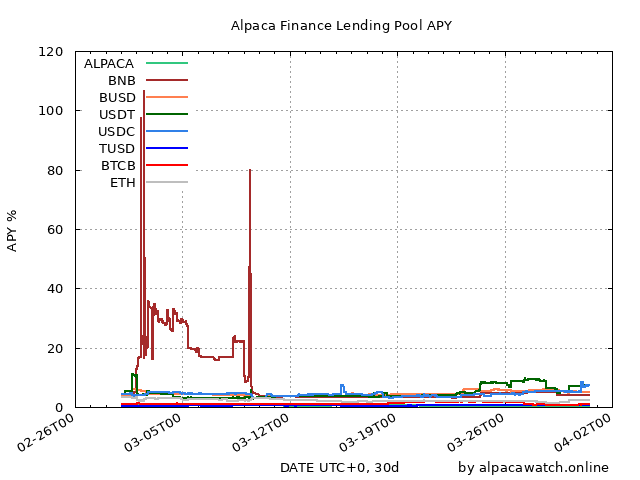 Alpaca Finance Lending Pool APY
120
100
80
60
40
20
0
APY %
ALPACA
BNB
BUSD
USDT
USDC
TUSD
BTCB
ETH
02-26T00
03-05T00
03-12T00
03-19T00
03-26T00
04-02T00
DATE UTC+0, 30d
by alpacawatch.online